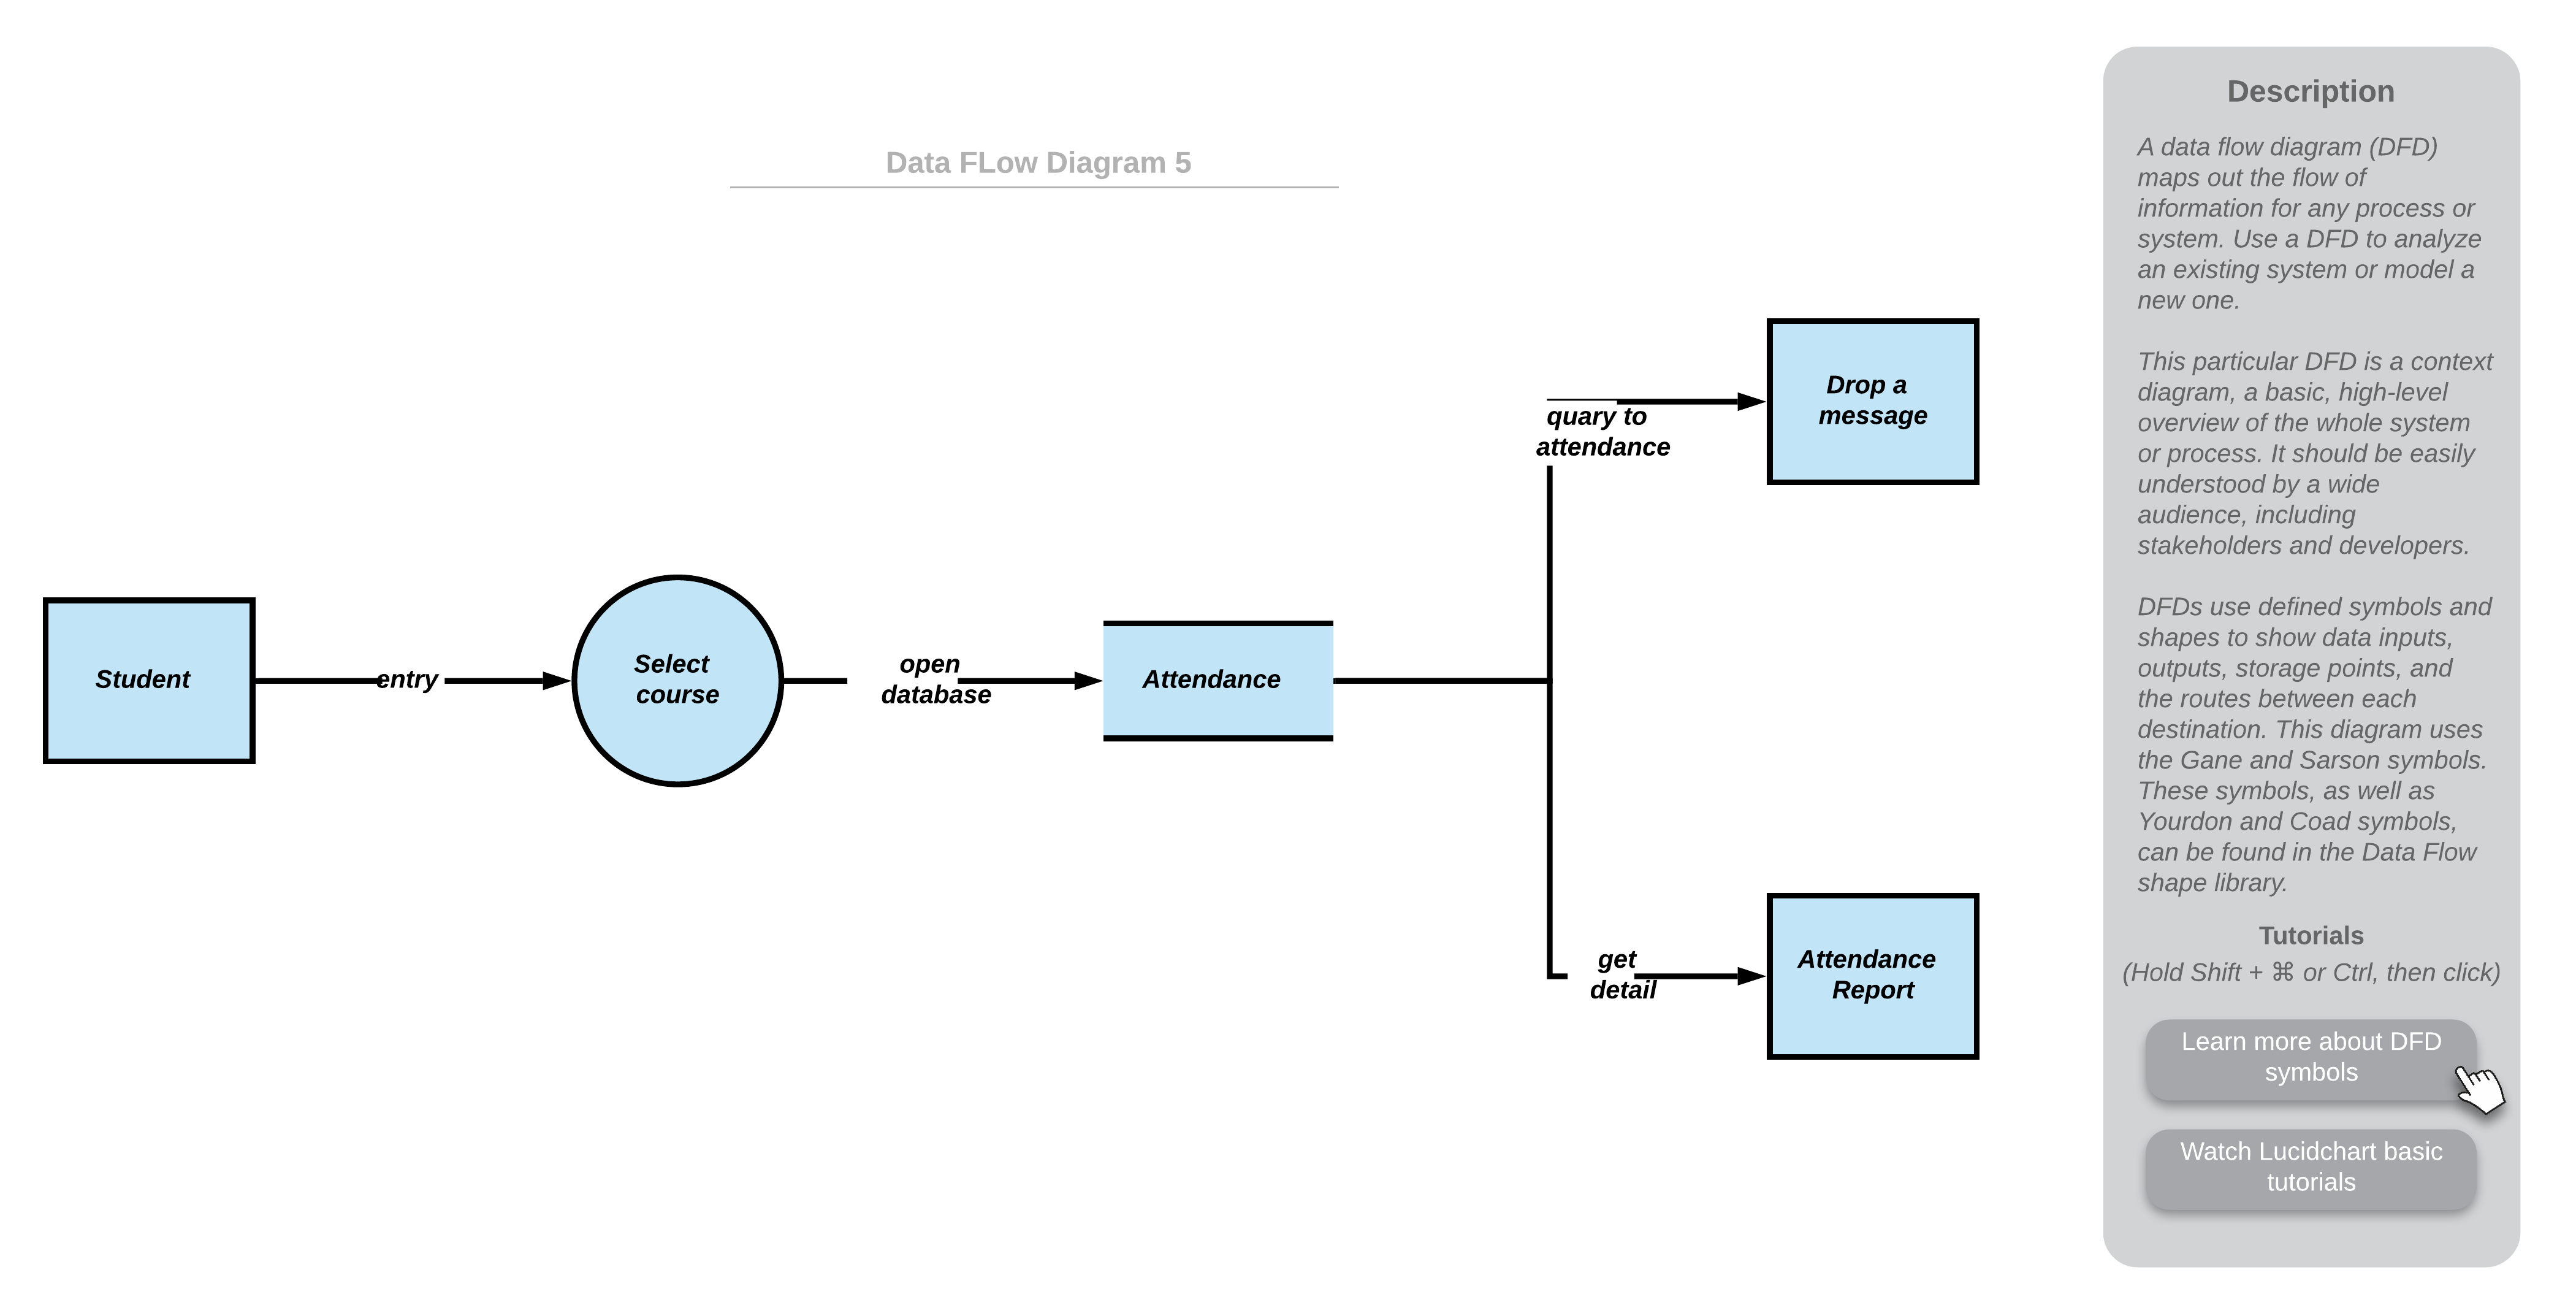 Data FLow Diagram 5
Student
entry
Select
course
open
database
Attendance
quary to
attendance
Drop a
message
get
detail
Attendance
Report
Description
A data flow diagram (DFD)
maps out the flow of
information for any process or
system. Use a DFD to analyze
an existing system or model a
new one.
This particular DFD is a context
diagram, a basic, high-level
overview of the whole system
or process. It should be easily
understood by a wide
audience, including
stakeholders and developers.
DFDs use defined symbols and
shapes to show data inputs,
outputs, storage points, and
the routes between each
destination. This diagram uses
the Gane and Sarson symbols.
These symbols, as well as
Yourdon and Coad symbols,
can be found in the Data Flow
shape library.
Tutorials
(Hold Shift + ⌘ or Ctrl, then click)
Learn more about DFD
symbols
Watch Lucidchart basic
tutorials